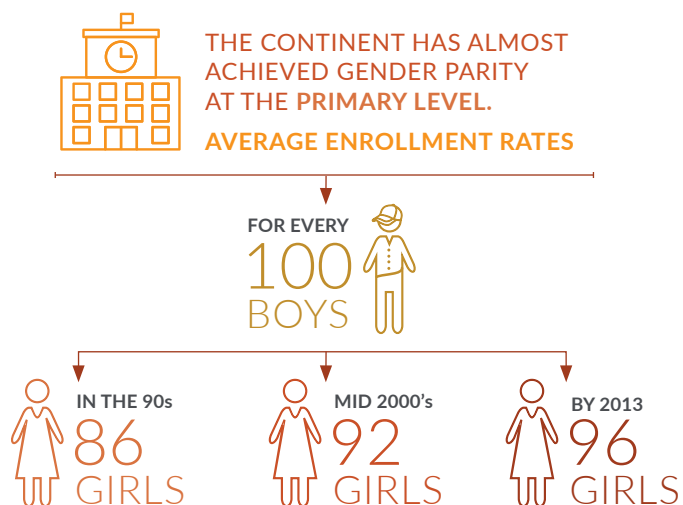 THE CONTINENT HAS ALMOST
ACHIEVED GENDER PARITY
AT THE PRIMARY LEVEL.
AVERAGE ENROLLMENT RATES
FOR EVERY
100
BOYS
IN THE 90s
86
GIRLS
MID 2000's
92
GIRLS
BY 2013
96
GIRLS